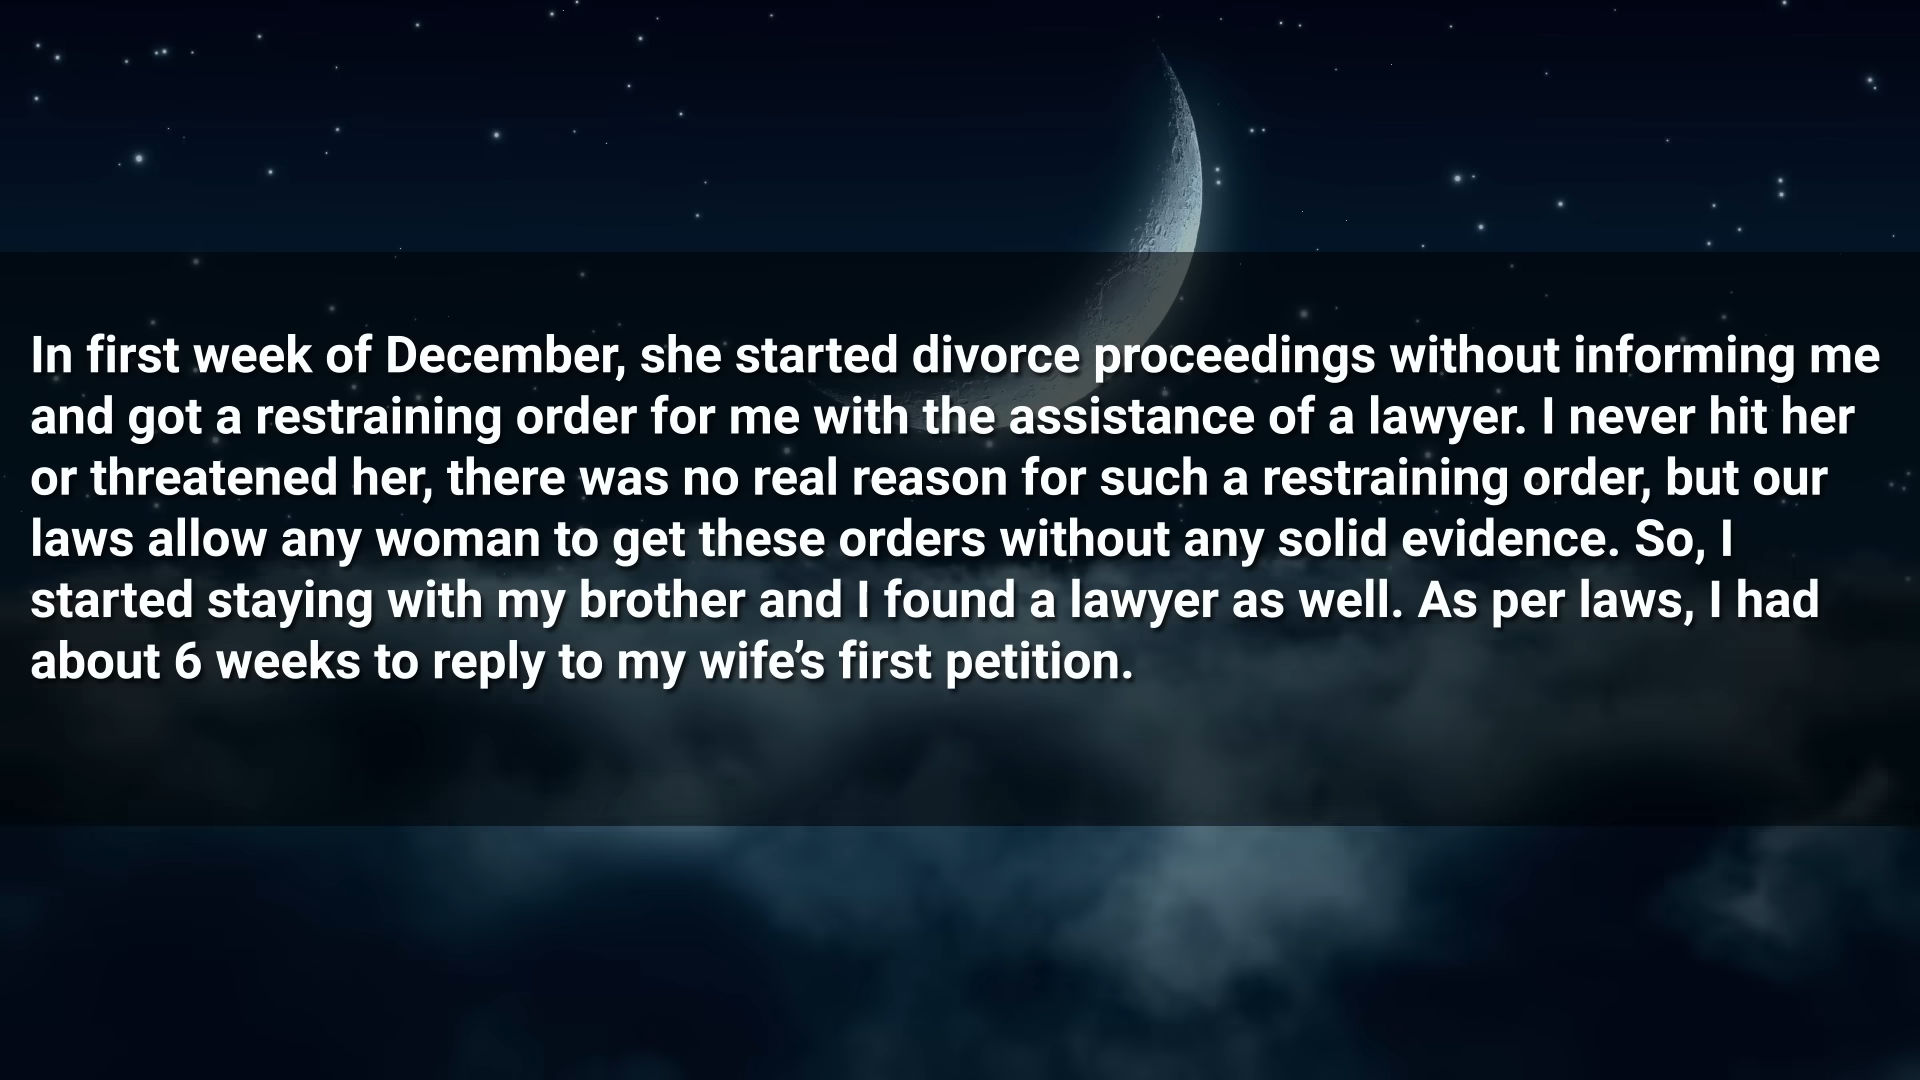 In first week of December, she started divorce proceedings without informing me
and got a restraining order for me with the assistance of a lawyer. I never hit her
or threatened her, there was no real reason for such a restraining order, but our
laws allow any woman to get these orders without any solid evidence. So, I
started staying with my brother and I found a lawyer as well. As per laws, I had
about 6 weeks to reply to my wife’s first petition.